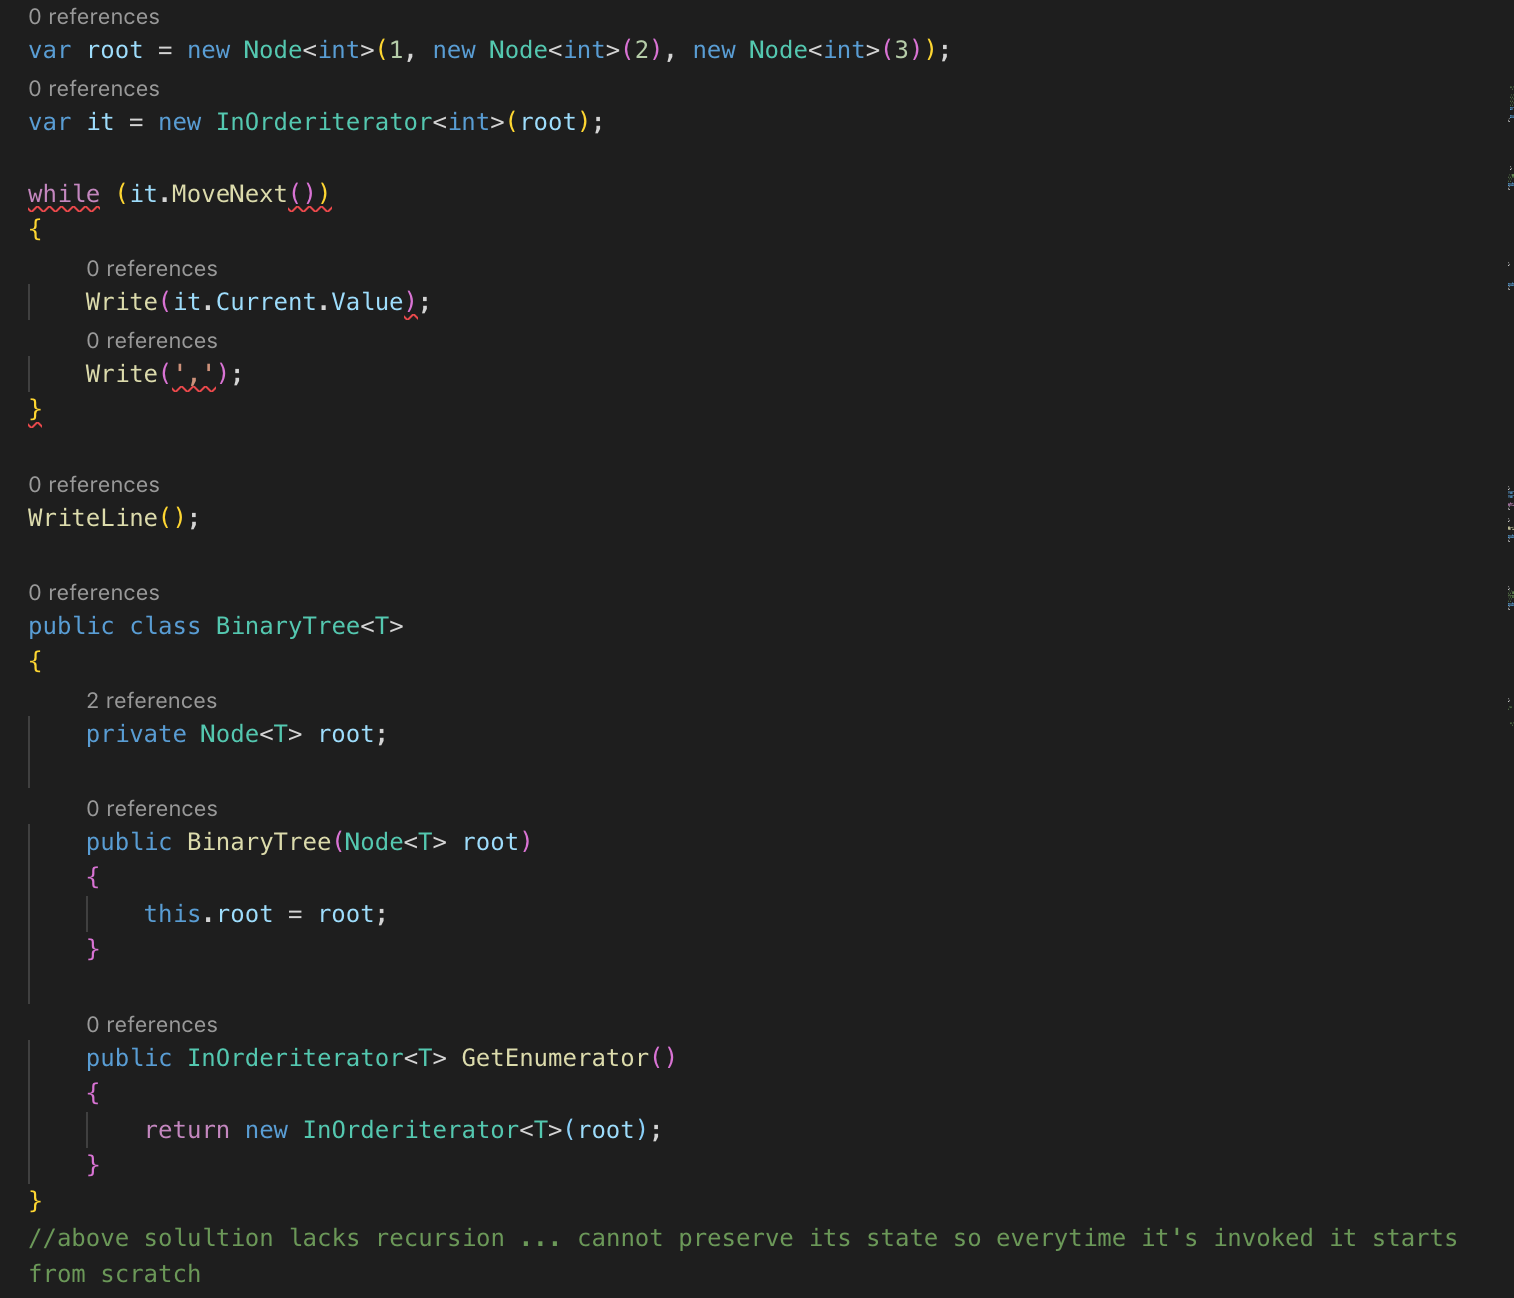 0 references
var root = new Node<int>(1, new Node<int>(2), new Node<int>(3));
0 references
var it = new InOrderiterator<int>(root);
while (it.MoveNext())
{
0 references
Write(it.Current.Value);
0 references
Write(',');
}
0 references
WriteLine();
0 references
public class BinaryTree<T>
{
2 references
private Node<T> root;
0 references
public BinaryTree(Node<T> root)
{
this.root = root;
}
0 references
public InOrderiterator<T> GetEnumerator()
{
return new InOrderiterator<T>(root);
}
}
//above solultion lacks recursion ... cannot preserve its state so everytime it's invoked it starts
from scratch